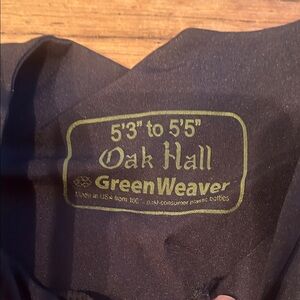 5'3" to 5'5"
Oak Hall
GreenWeaver
Made in USA from 100% post-consumer plastic bottles